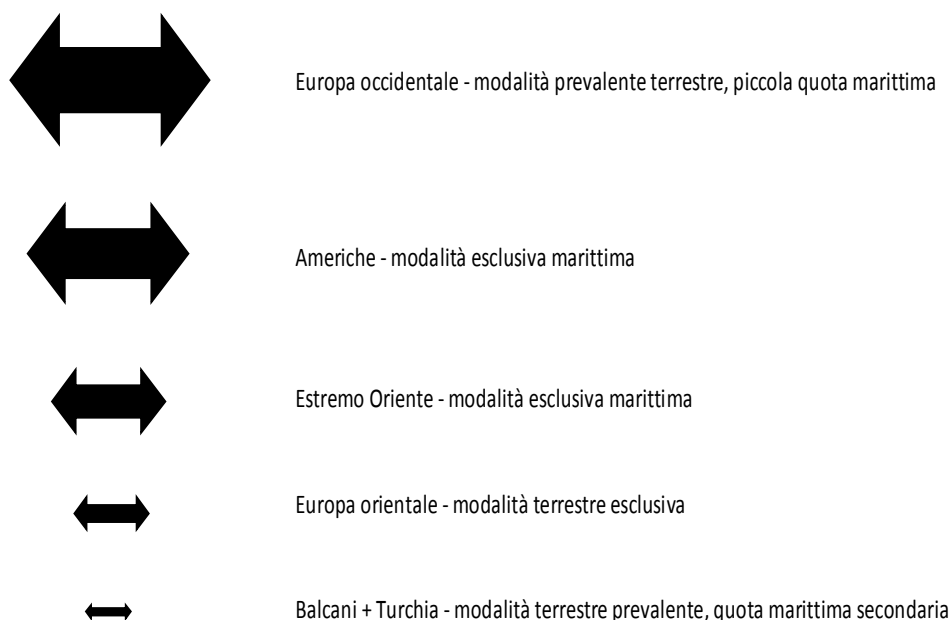 Europa occidentale - modalità prevalente terrestre, piccola quota marittima
Americhe - modalità esclusiva marittima
Estremo Oriente - modalità esclusiva marittima
Europa orientale - modalità terrestre esclusiva
Balcani + Turchia - modalità terrestre prevalente, quota marittima secondaria